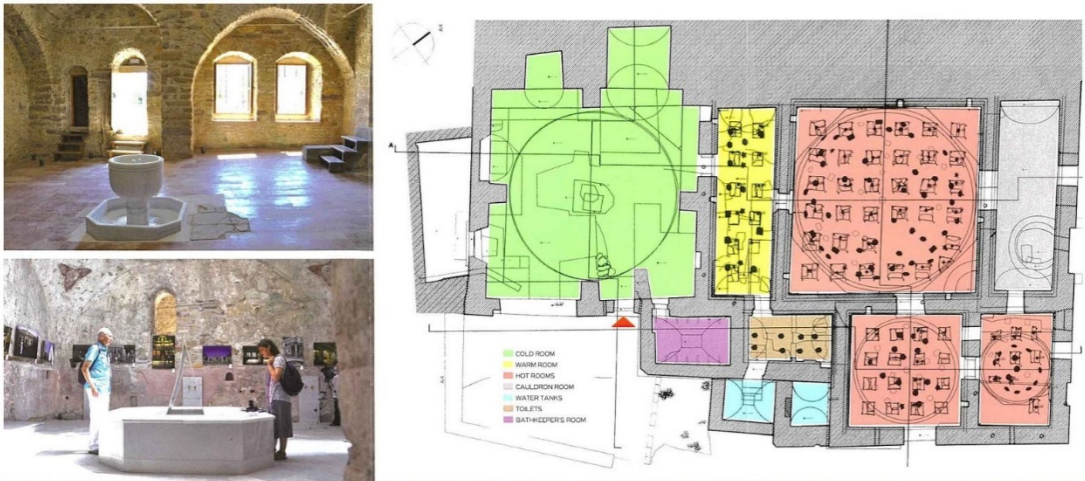 A
COLD ROOM
WARM ROOM
HOT ROOMS
CAULDRON ROOM
WATER TANKS
TOILETS
BATHKEEPER'S ROOM